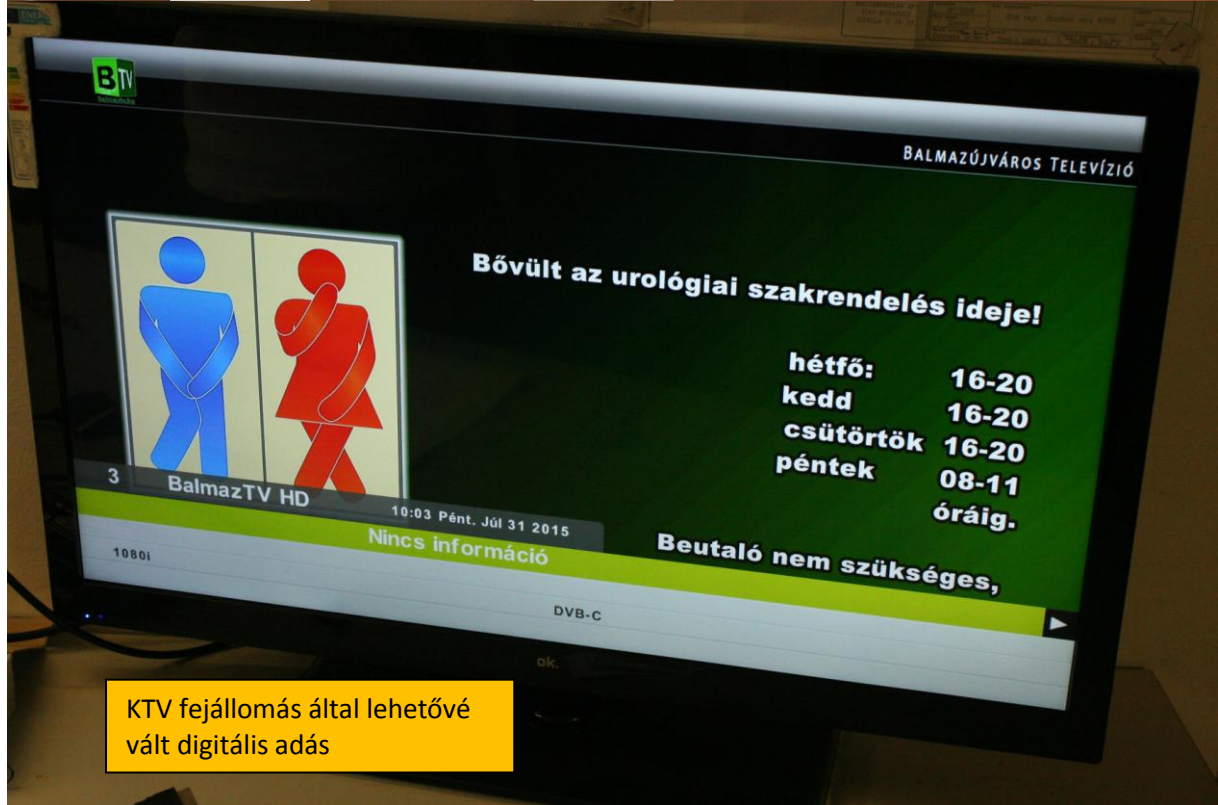 BTV
BALMAZÚJVÁROS TELEVÍZIÓ
Bővült az urológiai szakrendelés ideje!
hétfő: 16-20
kedd 16-20
csütörtök 16-20
péntek 08-11
óráig.
Beutaló nem szükséges,
3 BalmazTV HD
10:03 Pént. Júl 31 2015
Nincs információ
1080i
DVB-C
ok.
KTV fejállomás által lehetővé
vált digitális adás